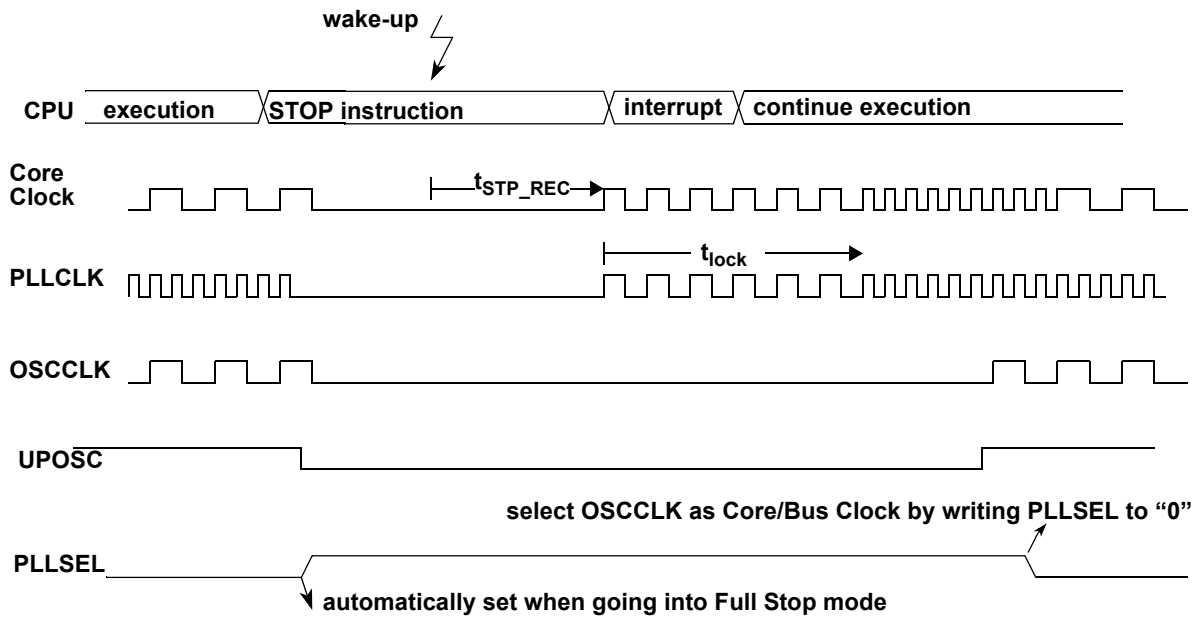 wake-up
CPU execution STOP instruction interrupt continue execution
Core
Clock
tSTP_REC
tlock
PLLCLK
OSCCLK
UPOSC
select OSCCLK as Core/Bus Clock by writing PLLSEL to “0”
PLLSEL
automatically set when going into Full Stop mode